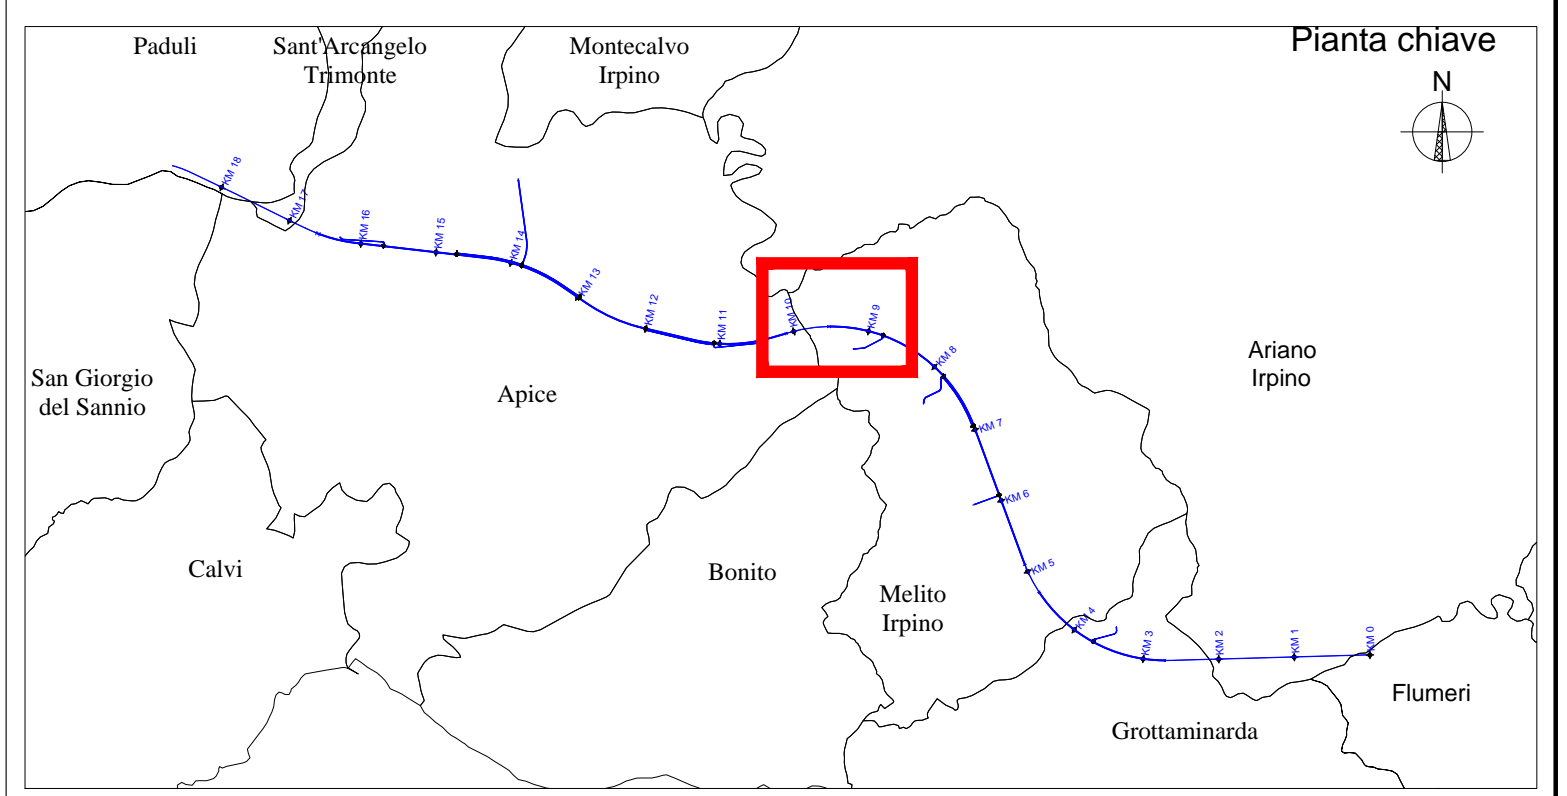 Pianta chiave
N
Paduli
Sant'Arcangelo
Trimonte
Montecalvo
Irpino
KM 18
KM 17
KM 16
KM 15
KM 14
KM 13
KM 12
KM 11
KM 10
KM 9
KM 8
KM 7
KM 6
KM 5
KM 4
KM 3
KM 2
KM 1
KM 0
San Giorgio
del Sannio
Apice
Ariano
Irpino
Calvi
Bonito
Melito
Irpino
Flumeri
Grottaminarda